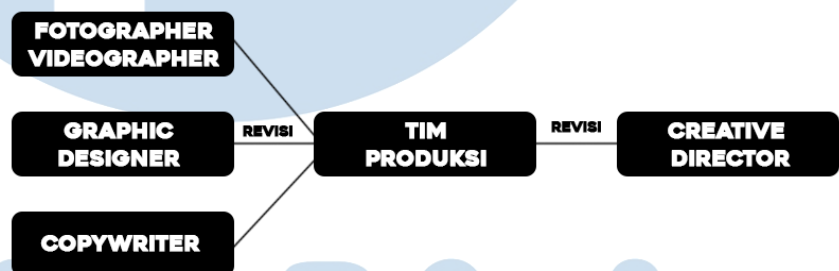 FOTOGRAPHER
VIDEOGRAPHER
GRAPHIC
DESIGNER
REVISI
TIM
PRODUKSI
REVISI
CREATIVE
DIRECTOR
COPYWRITER